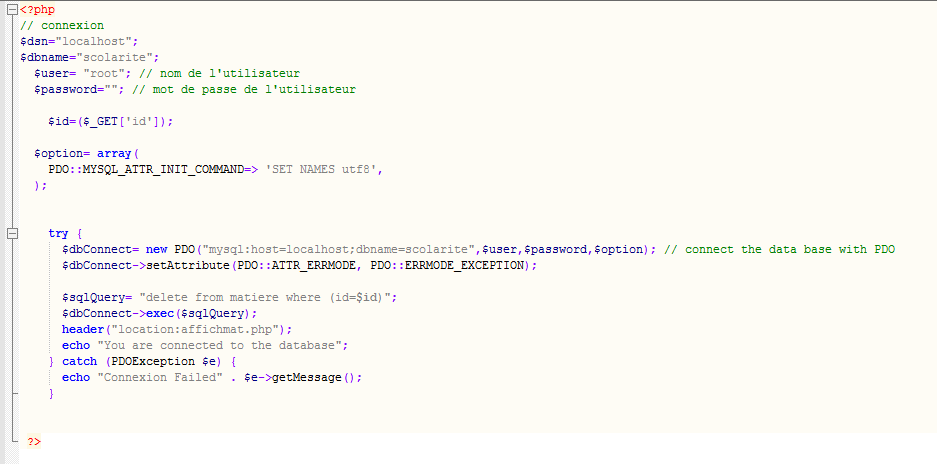 <?php
// connexion
$dsn="localhost";
$dbname="scolarite";
$user= "root"; // nom de l'utilisateur
$password=""; // mot de passe de l'utilisateur
$id=($_GET['id']);
$option= array(
PDO::MYSQL_ATTR_INIT_COMMAND=> 'SET NAMES utf8',
);
try {
$dbConnect= new PDO("mysql:host=localhost;dbname=scolarite",$user,$password,$option); // connect the data base with PDO
$dbConnect->setAttribute(PDO::ATTR_ERRMODE, PDO::ERRMODE_EXCEPTION);
$sqlQuery= "delete from matiere where (id=$id)";
$dbConnect->exec($sqlQuery);
header("location:affichmat.php");
echo "You are connected to the database";
} catch (PDOException $e) {
echo "Connexion Failed" . $e->getMessage();
}
?>